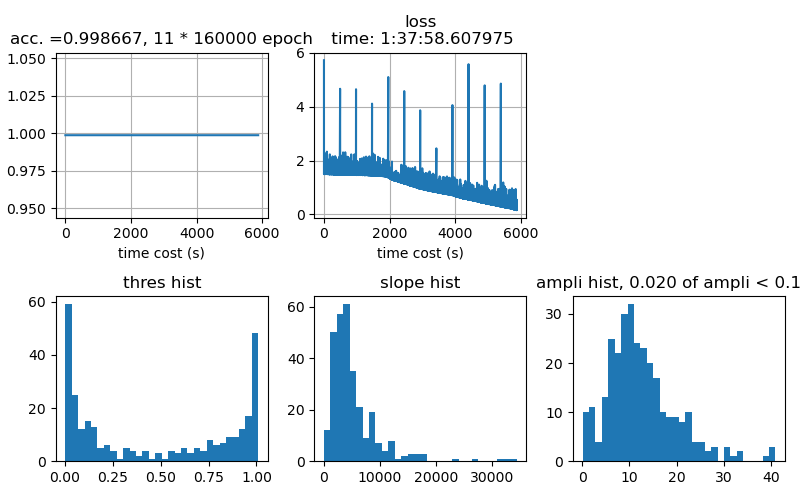 acc. =0.998667, 11 * 160000 epoch
loss
time: 1:37:58.607975
1.050
1.025
1.000
0.975
0.950
0 2000 4000 6000
time cost (s)
6
4
2
0
0 2000 4000 6000
time cost (s)
thres hist
60
40
20
0
0.00 0.25 0.50 0.75 1.00
slope hist
60
40
20
0
0 10000 20000 30000
ampli hist, 0.020 of ampli < 0.1
30
20
10
0
0 10 20 30 40